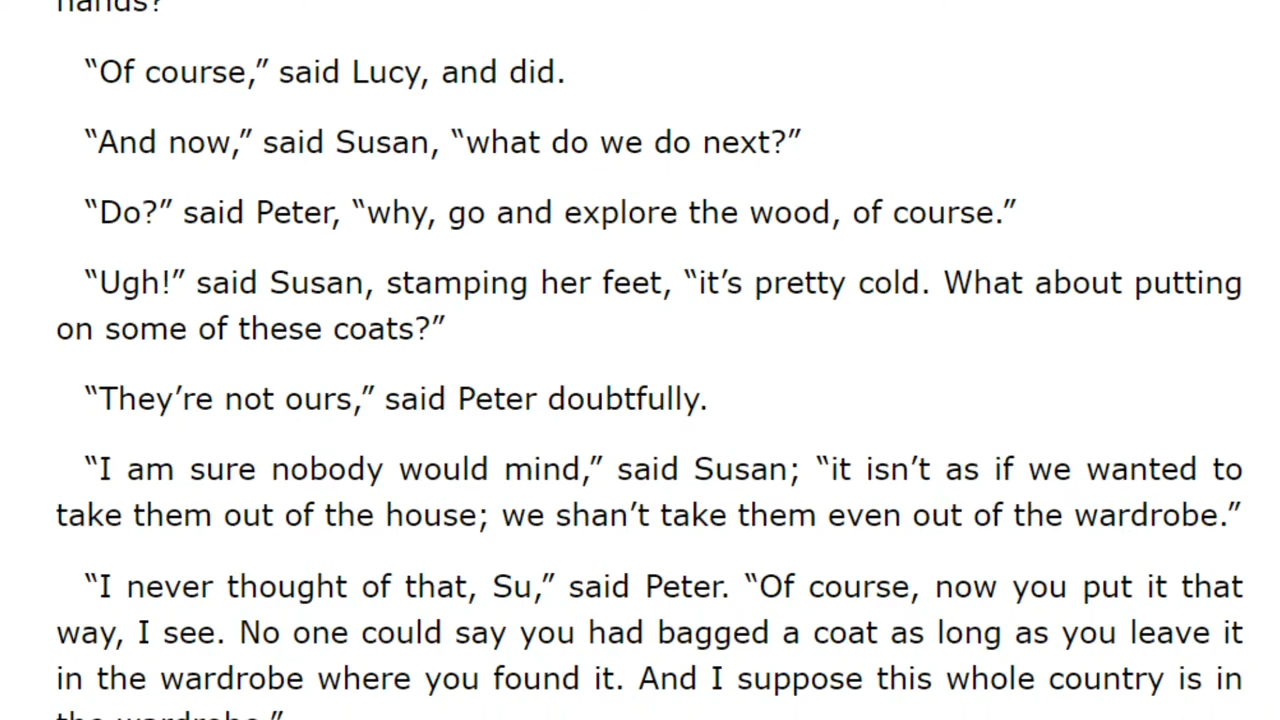 hands?
“Of course,” said Lucy, and did.
“And now,” said Susan, “what do we do next?”
“Do?” said Peter, “why, go and explore the wood, of course.”
“Ugh!” said Susan, stamping her feet, “it’s pretty cold. What about putting
on some of these coats?”
“They’re not ours,” said Peter doubtfully.
“I am sure nobody would mind,” said Susan; “it isn’t as if we wanted to
take them out of the house; we shan’t take them even out of the wardrobe.”
“I never thought of that, Su,” said Peter. “Of course, now you put it that
way, I see. No one could say you had bagged a coat as long as you leave it
in the wardrobe where you found it. And I suppose this whole country is in
the wardrobe.”